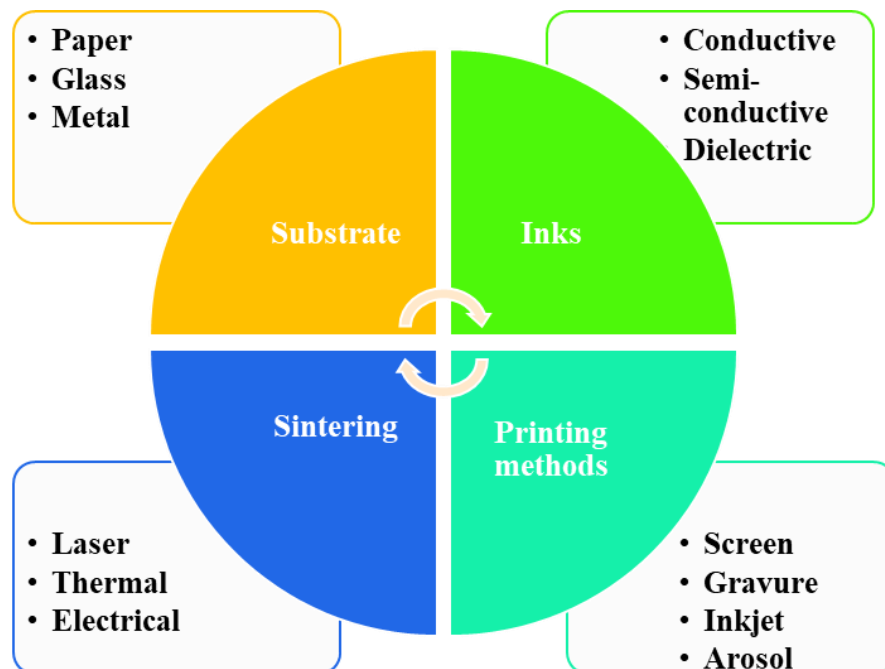 • Paper
• Glass
• Metal
• Conductive
• Semi-
conductive
Dielectric
Substrate
Inks
Sintering
Printing
methods
• Laser
• Thermal
• Electrical
• Screen
• Gravure
• Inkjet
• Arosol